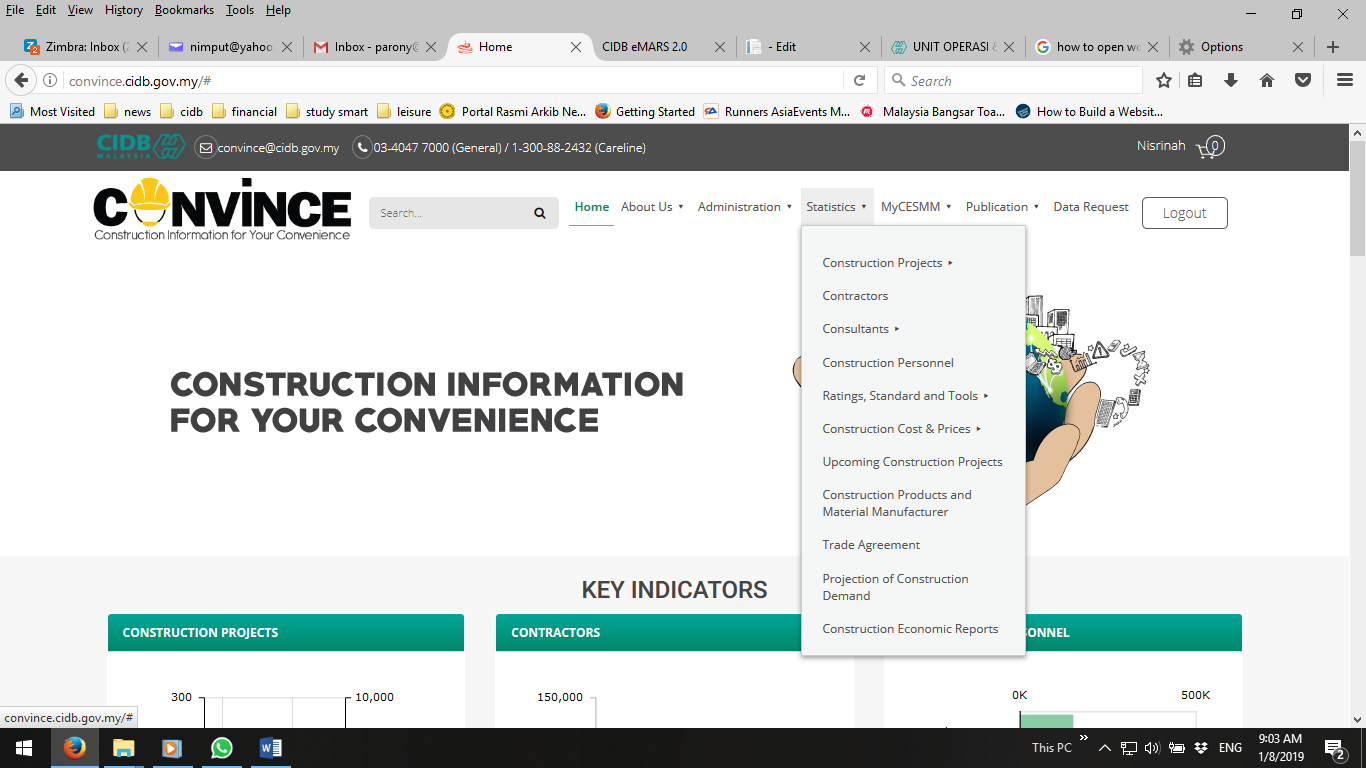 File Edit View History Bookmarks Tools Help
Zimbra: Inbox (2
nimput@yahoo
Inbox - parony@
Home
CIDB eMARS 2.0
- Edit
UNIT OPERASI &
how to open wo
Options
convince.cidb.gov.my/#
Search
Most Visited news cidb financial study smart leisure Portal Rasmi Arkib Ne... Getting Started Runners AsiaEvents M... Malaysia Bangsar Toa... How to Build a Websit...
CIDB MALAYSIA convince@cidb.gov.my 03-4047 7000 (General) / 1-300-88-2432 (Careline) Nisrinah 0
CONVINCE
Construction Information for Your Convenience
Search...
Home About Us Administration Statistics MyCESMM Publication Data Request Logout
Construction Projects
Contractors
Consultants
Construction Personnel
Ratings, Standard and Tools
Construction Cost & Prices
Upcoming Construction Projects
Construction Products and
Material Manufacturer
Trade Agreement
Projection of Construction
Demand
Construction Economic Reports
CONSTRUCTION INFORMATION
FOR YOUR CONVENIENCE
KEY INDICATORS
CONSTRUCTION PROJECTS CONTRACTORS ONNEL
300 10,000 150,000 0K 500K
convince.cidb.gov.my/#
This PC ENG 9:03 AM
1/8/2019 2